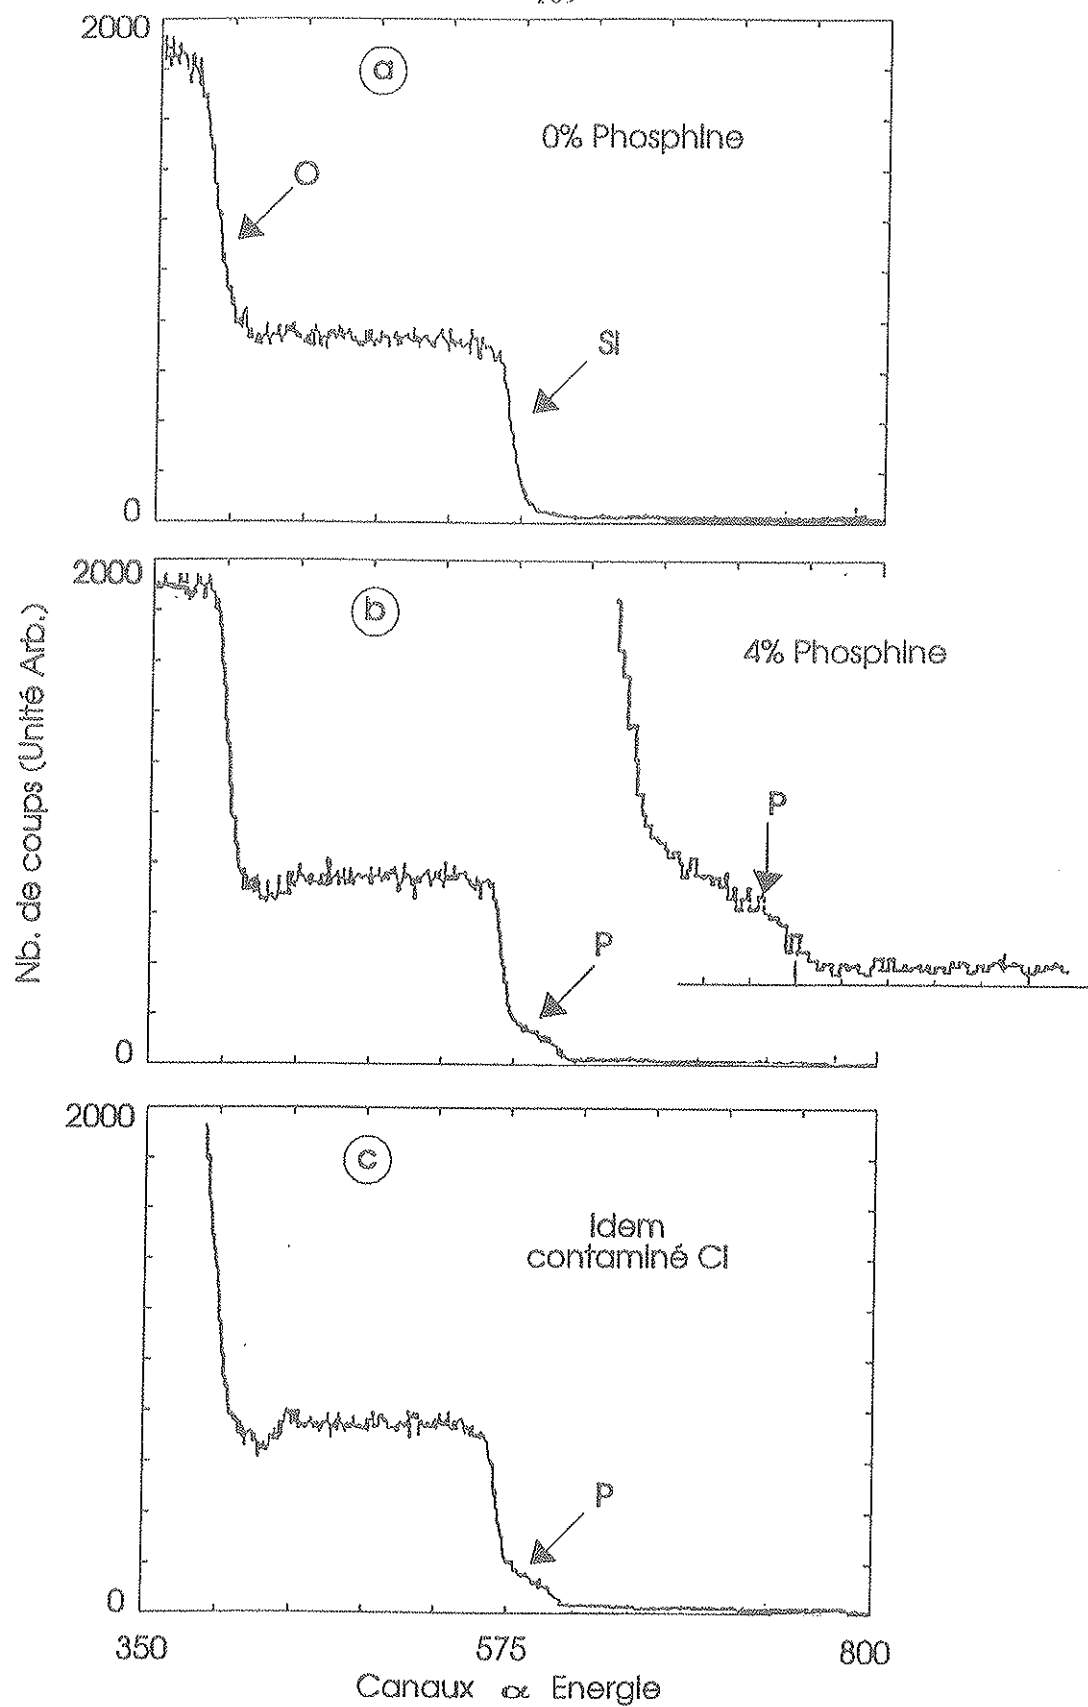 2000
a
0% Phosphine
O
Si
0
Nb. de coups (Unité Arb.)
2000
b
4% Phosphine
P
P
0
2000
c
Idem
contaminé Cl
P
0
350
575
800
Canaux α Energie